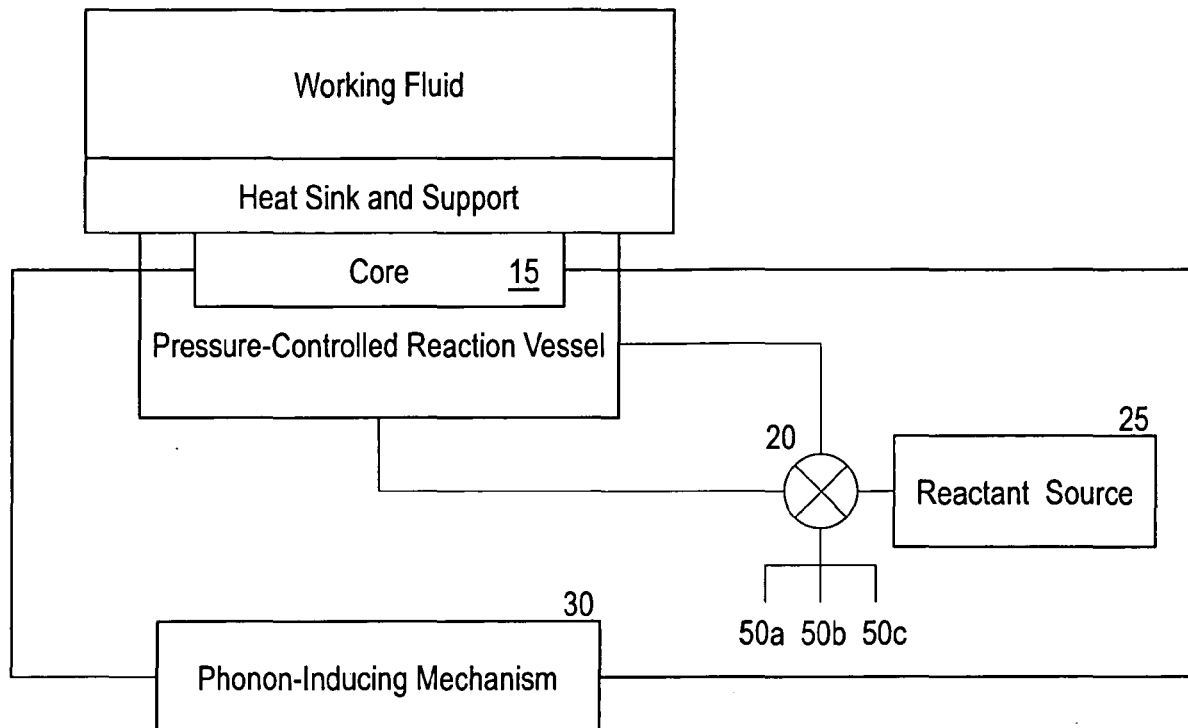 Working Fluid
Heat Sink and Support
Core 15
Pressure-Controlled Reaction Vessel
20
25
Reactant Source
50a 50b 50c
30
Phonon-Inducing Mechanism